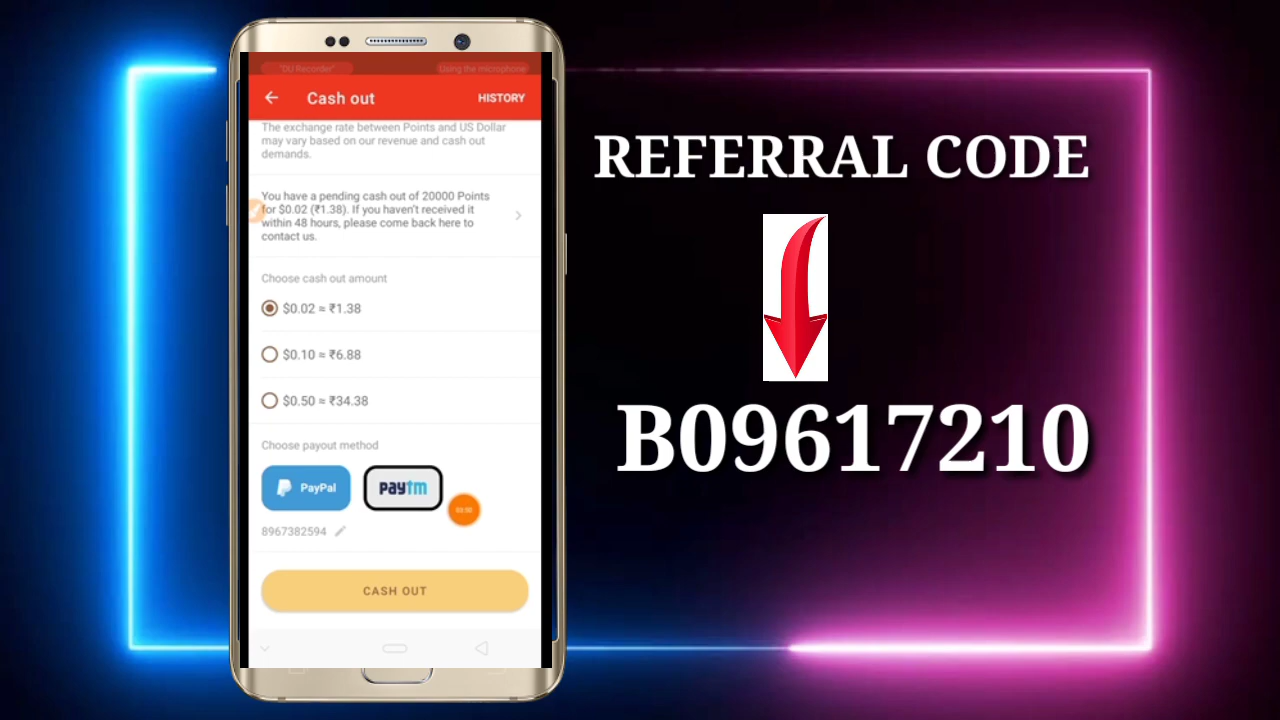 "DU Recorder"
Using the microphone
Cash out
HISTORY
The exchange rate between Points and US Dollar
may vary based on our revenue and cash out
demands.
You have a pending cash out of 20000 Points
for $0.02 (₹1.38). If you haven't received it
within 48 hours, please come back here to
contact us.
Choose cash out amount
$0.02 ≈ ₹1.38
$0.10 ≈ ₹6.88
$0.50 ≈ ₹34.38
Choose payout method
PayPal
paytm
8967382594
CASH OUT
REFERRAL CODE
B09617210